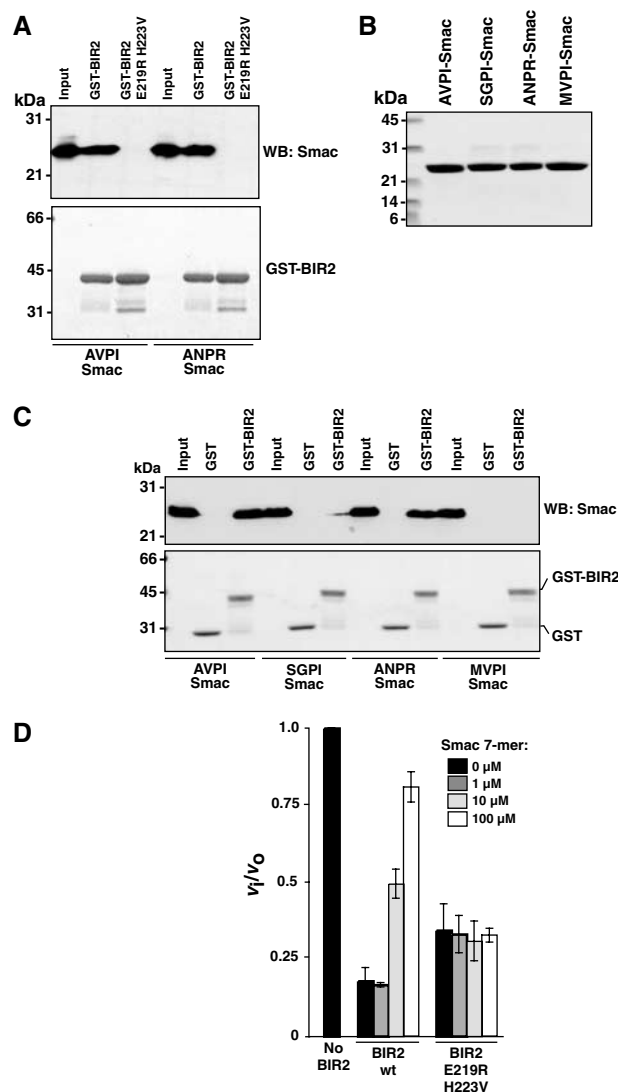 A
kDa
Input
GST-BIR2
GST-BIR2
E219R H223V
Input
GST-BIR2
GST-BIR2
E219R H223V
31
21
WB: Smac
66
45
31
GST-BIR2
AVPI
Smac
ANPR
Smac
B
kDa
AVPI-Smac
SGPI-Smac
ANPR-Smac
MVPI-Smac
45
31
21
14
6
C
kDa
Input
GST
GST-BIR2
Input
GST
GST-BIR2
Input
GST
GST-BIR2
Input
GST
GST-BIR2
31
21
WB: Smac
66
45
31
GST-BIR2
GST
AVPI
Smac
SGPI
Smac
ANPR
Smac
MVPI
Smac
D
vi/vo
1.0
0.75
0.5
0.25
0
Smac 7-mer:
0 µM
1 µM
10 µM
100 µM
No
BIR2
BIR2
wt
BIR2
E219R
H223V